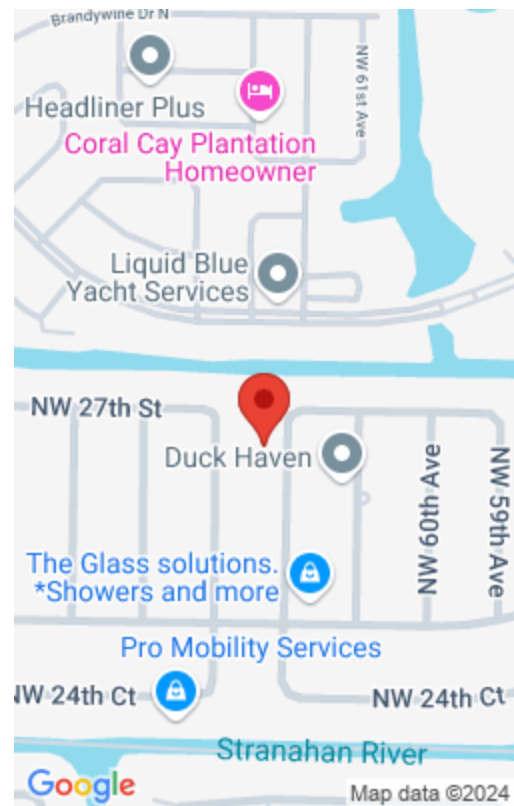 Brandywine Dr N
NW 61st Ave
Headliner Plus
Coral Cay Plantation
Homeowner
Liquid Blue
Yacht Services
NW 27th St
Duck Haven
NW 60th Ave
NW 59th Ave
The Glass solutions.
*Showers and more
Pro Mobility Services
NW 24th Ct
NW 24th Ct
Stranahan River
Google
Map data ©2024